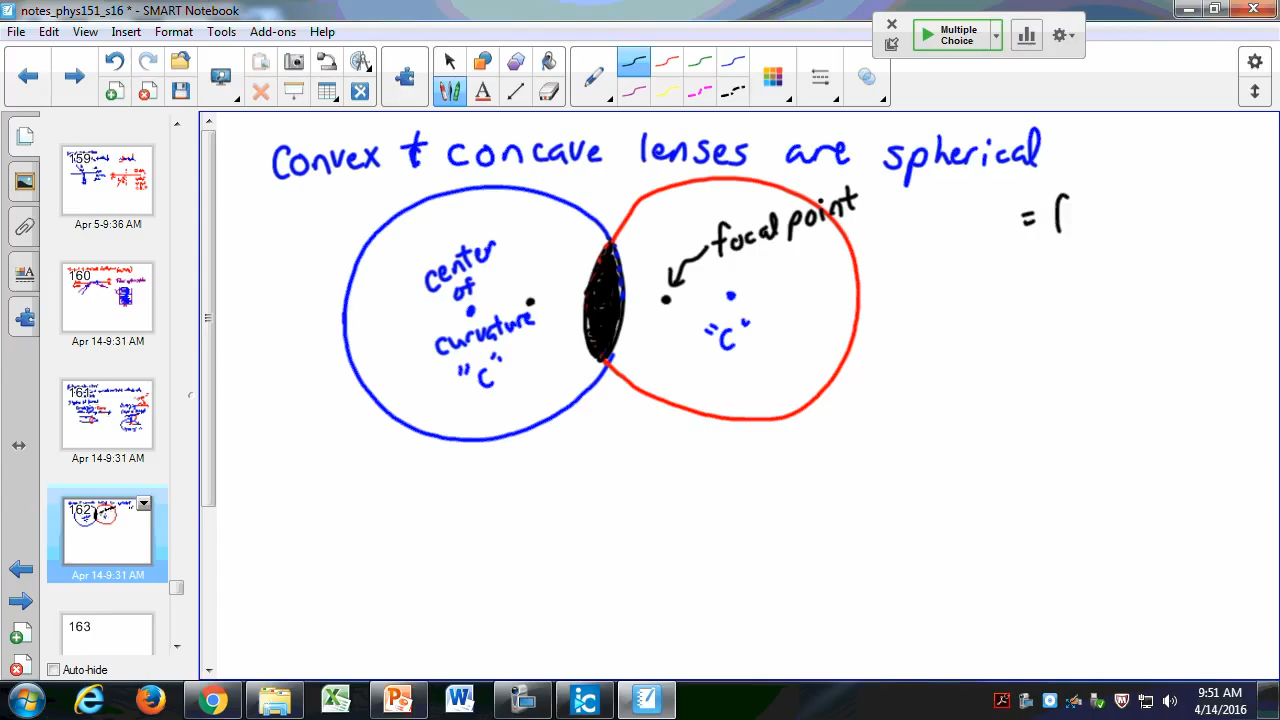 notes_phys151_s16 * - SMART Notebook
File Edit View Insert Format Tools Add-ons Help
Multiple
Choice
159
Apr 5-9:36 AM
160
Apr 14-9:31 AM
161
Apr 14-9:31 AM
162
Apr 14-9:31 AM
163
Auto-hide
Convex + concave lenses are spherical
focal point
= (
center
of
curvature
"C"
"C"
9:51 AM
4/14/2016